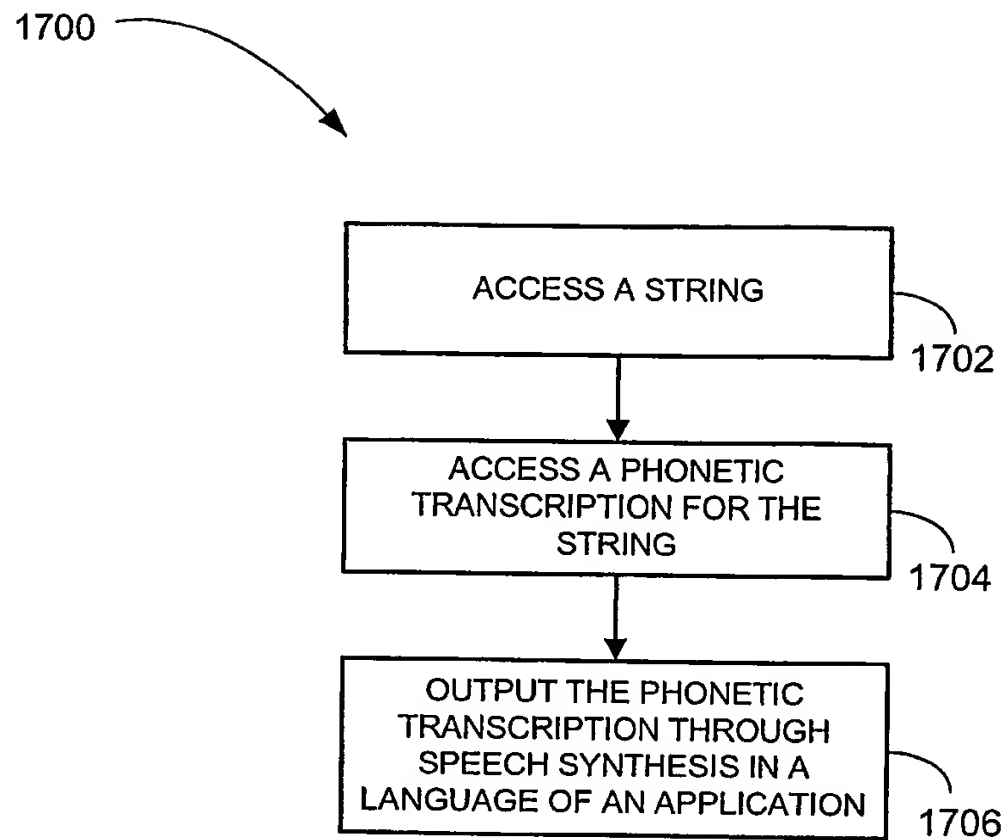 1700
ACCESS A STRING
1702
ACCESS A PHONETIC
TRANSCRIPTION FOR THE
STRING
1704
OUTPUT THE PHONETIC
TRANSCRIPTION THROUGH
SPEECH SYNTHESIS IN A
LANGUAGE OF AN APPLICATION
1706